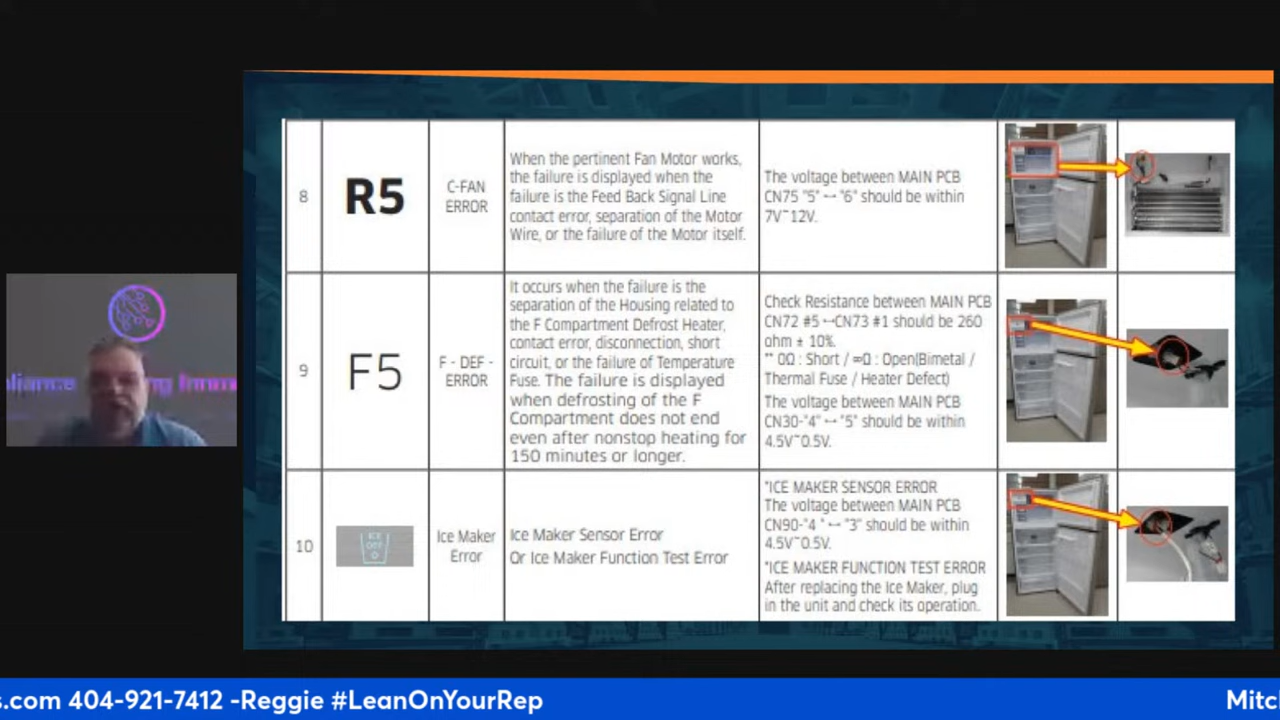 8
R5
C-FAN
ERROR
When the pertinent Fan Motor works,
the failure is displayed when the
failure is the Feed Back Signal Line
contact error, separation of the Motor
Wire, or the failure of the Motor itself.
The voltage between MAIN PCB
CN75 "5" ↔ "6" should be within
7V~12V.
9
F5
F - DEF -
ERROR
It occurs when the failure is the
separation of the Housing related to
the F Compartment Defrost Heater,
contact error, disconnection, short
circuit, or the failure of Temperature
Fuse. The failure is displayed
when defrosting of the F
Compartment does not end
even after nonstop heating for
150 minutes or longer.
Check Resistance between MAIN PCB
CN72 #5 ↔CN73 #1 should be 260
ohm ± 10%.
** 0Ω : Short / ∞Ω : Open(Bimetal /
Thermal Fuse / Heater Defect)
The voltage between MAIN PCB
CN30-"4" ↔ "5" should be within
4.5V~0.5V.
10
ICE
OFF
Ice Maker
Error
Ice Maker Sensor Error
Or Ice Maker Function Test Error
*ICE MAKER SENSOR ERROR
The voltage between MAIN PCB
CN90-"4 " ↔ "3" should be within
4.5V~0.5V.
*ICE MAKER FUNCTION TEST ERROR
After replacing the Ice Maker, plug
in the unit and check its operation.
pliance
s.com 404-921-7412 -Reggie #LeanOnYourRep
Mitch